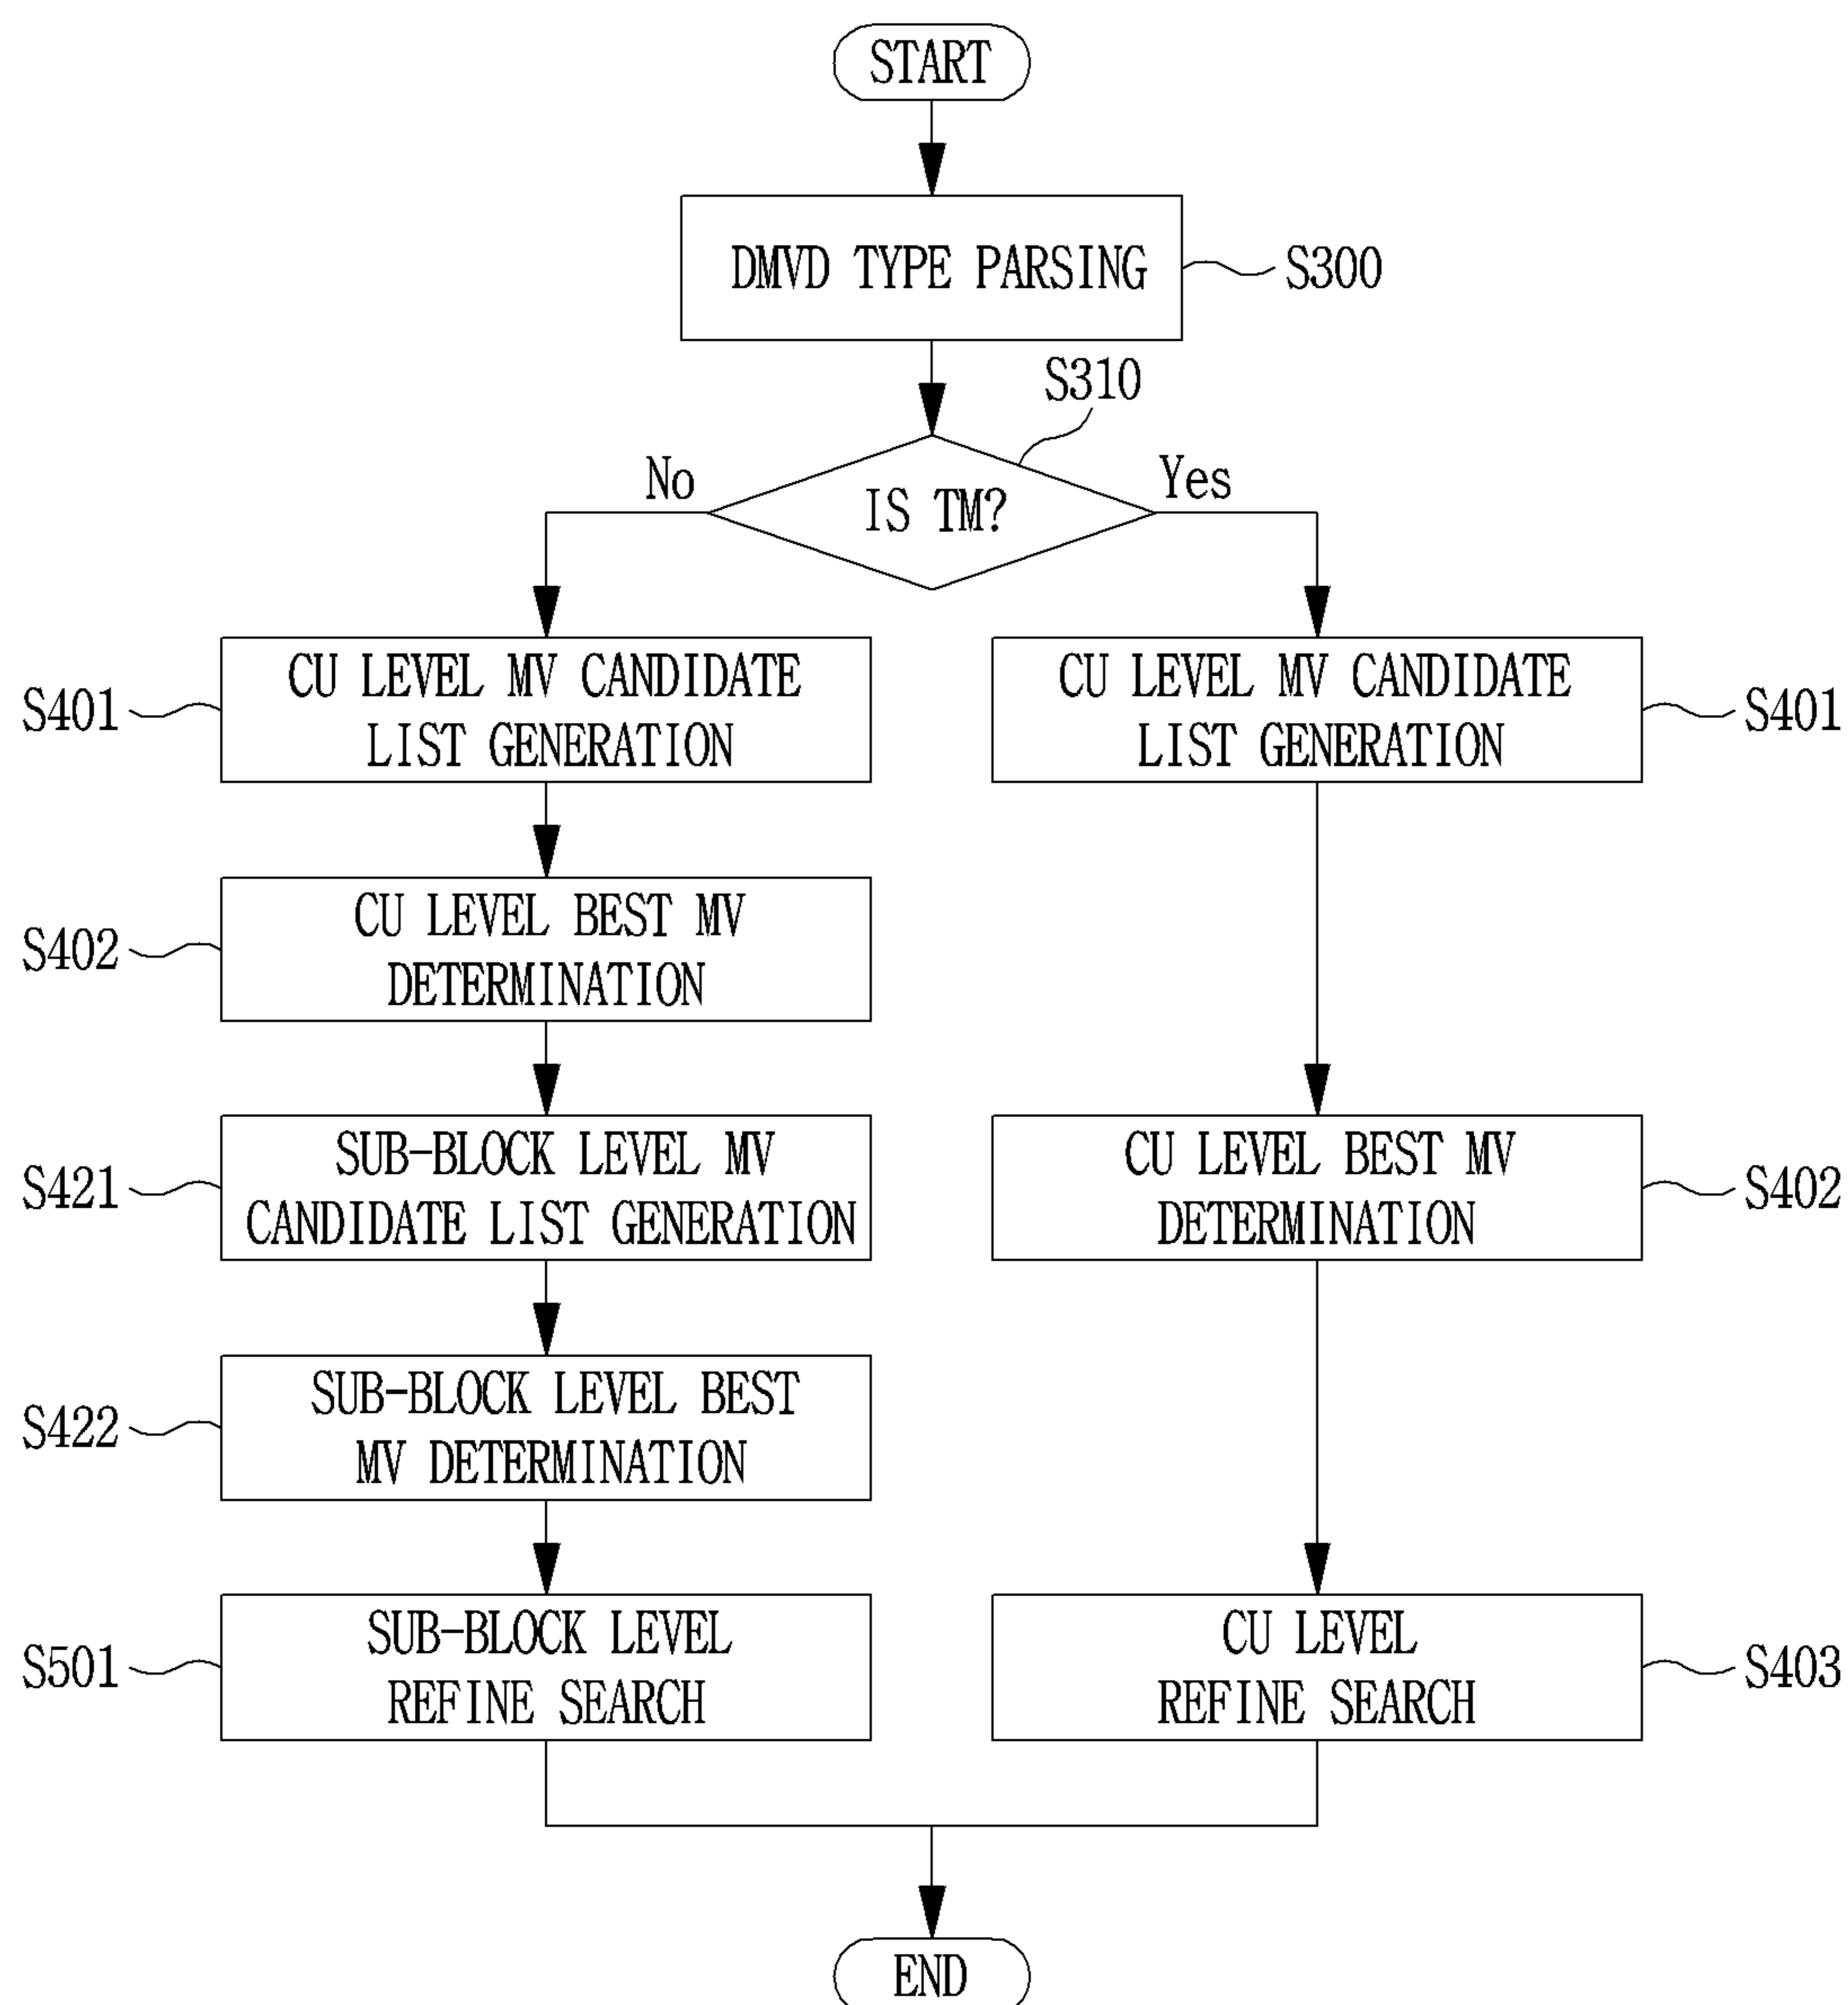 START
DMVD TYPE PARSING
S300
S310
No
IS TM?
Yes
S401
CU LEVEL MV CANDIDATE
LIST GENERATION
CU LEVEL MV CANDIDATE
LIST GENERATION
S401
S402
CU LEVEL BEST MV
DETERMINATION
S421
SUB-BLOCK LEVEL MV
CANDIDATE LIST GENERATION
CU LEVEL BEST MV
DETERMINATION
S402
S422
SUB-BLOCK LEVEL BEST
MV DETERMINATION
S501
SUB-BLOCK LEVEL
REFINE SEARCH
CU LEVEL
REFINE SEARCH
S403
END